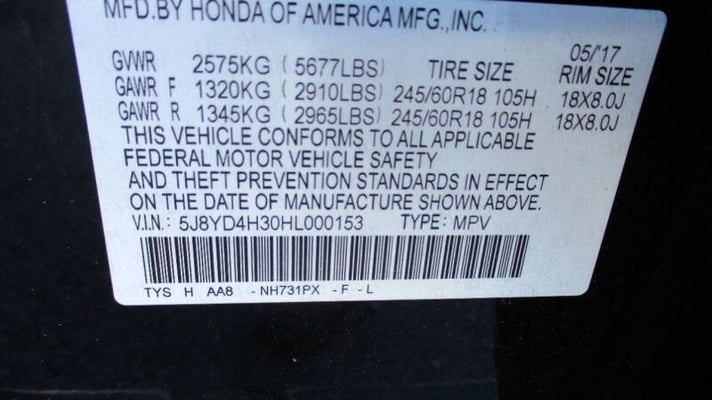 MFD.BY HONDA OF AMERICA MFG.,INC.
05/'17
GVWR 2575KG ( 5677LBS) TIRE SIZE RIM SIZE
GAWR F 1320KG ( 2910LBS) 245/60R18 105H 18X8.0J
GAWR R 1345KG ( 2965LBS) 245/60R18 105H 18X8.0J
THIS VEHICLE CONFORMS TO ALL APPLICABLE
FEDERAL MOTOR VEHICLE SAFETY
AND THEFT PREVENTION STANDARDS IN EFFECT
ON THE DATE OF MANUFACTURE SHOWN ABOVE.
V.I.N.: 5J8YD4H30HL000153 TYPE: MPV
TYS H AA8 -NH731PX -F -L